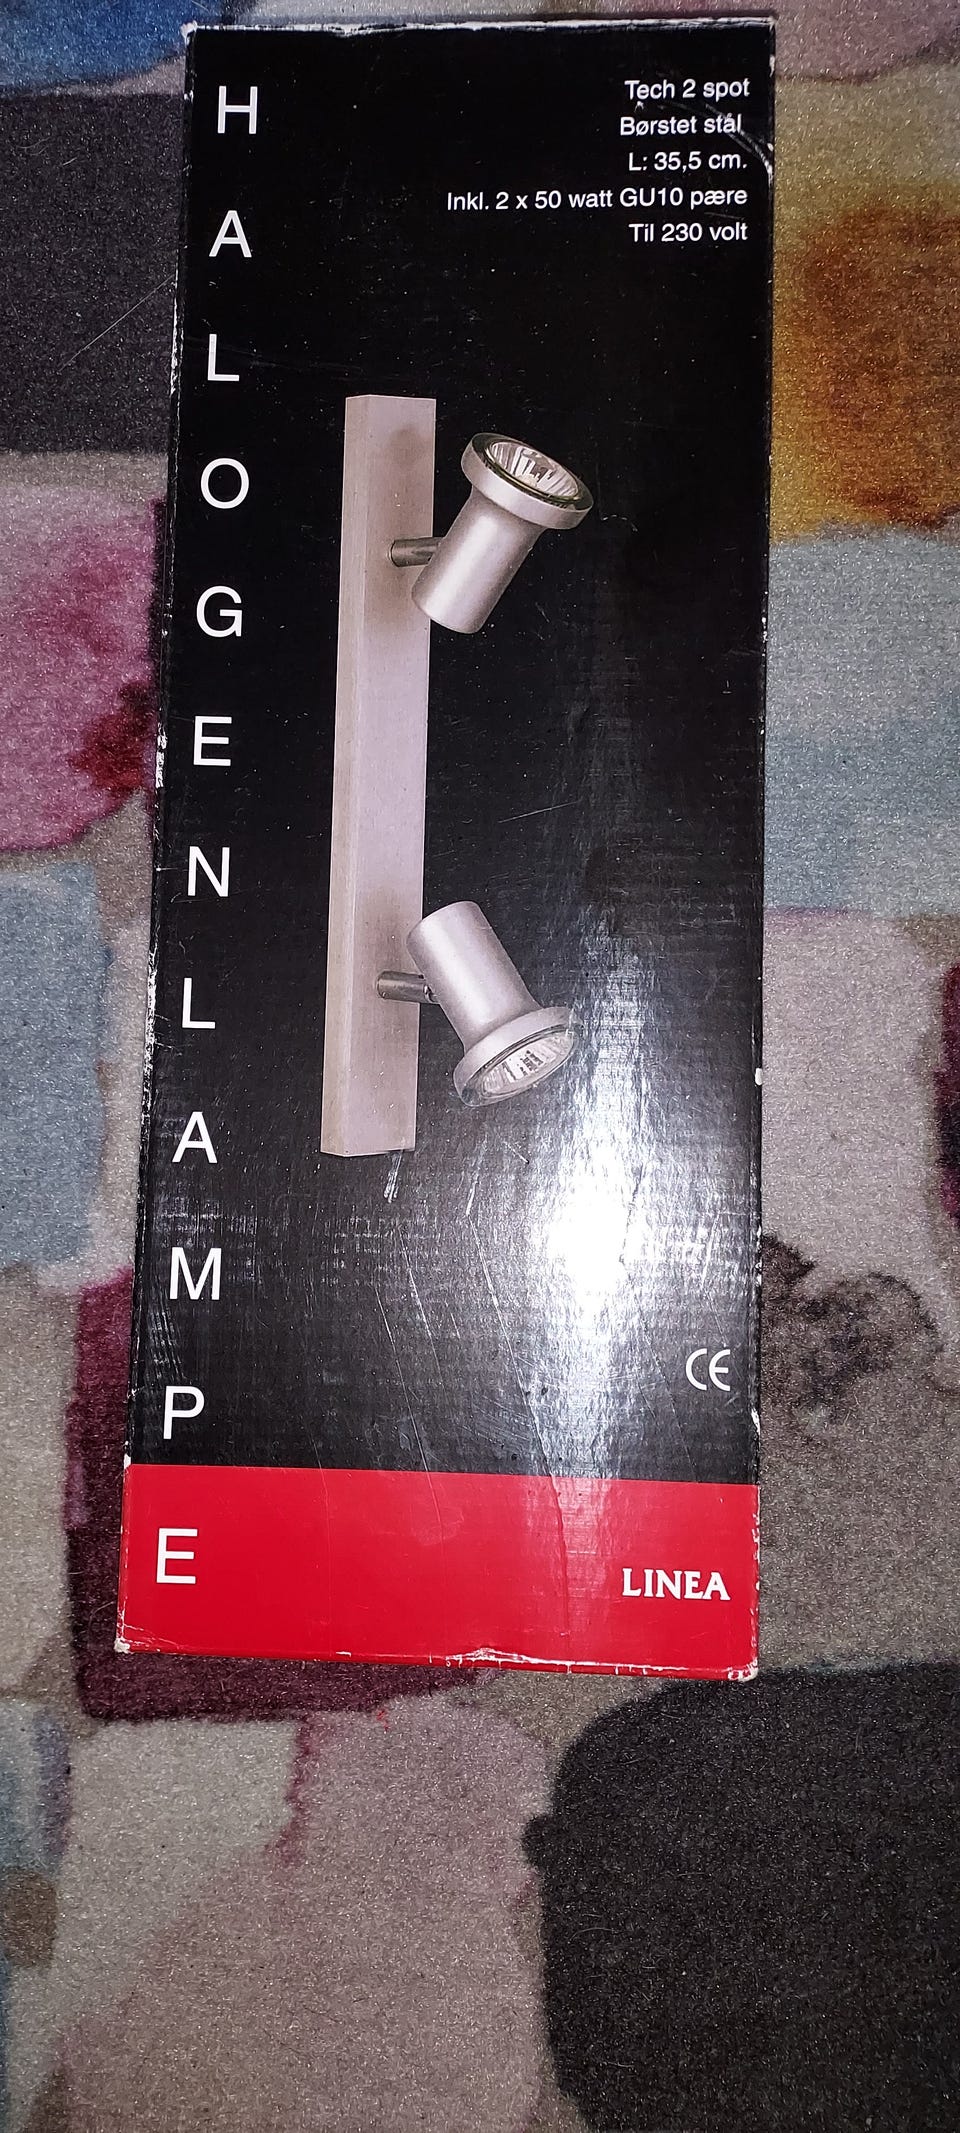 HALOGENLAMPE
Tech 2 spot
Børstet stål
L: 35,5 cm.
Inkl. 2 x 50 watt GU10 pære
Til 230 volt
CE
LINEA